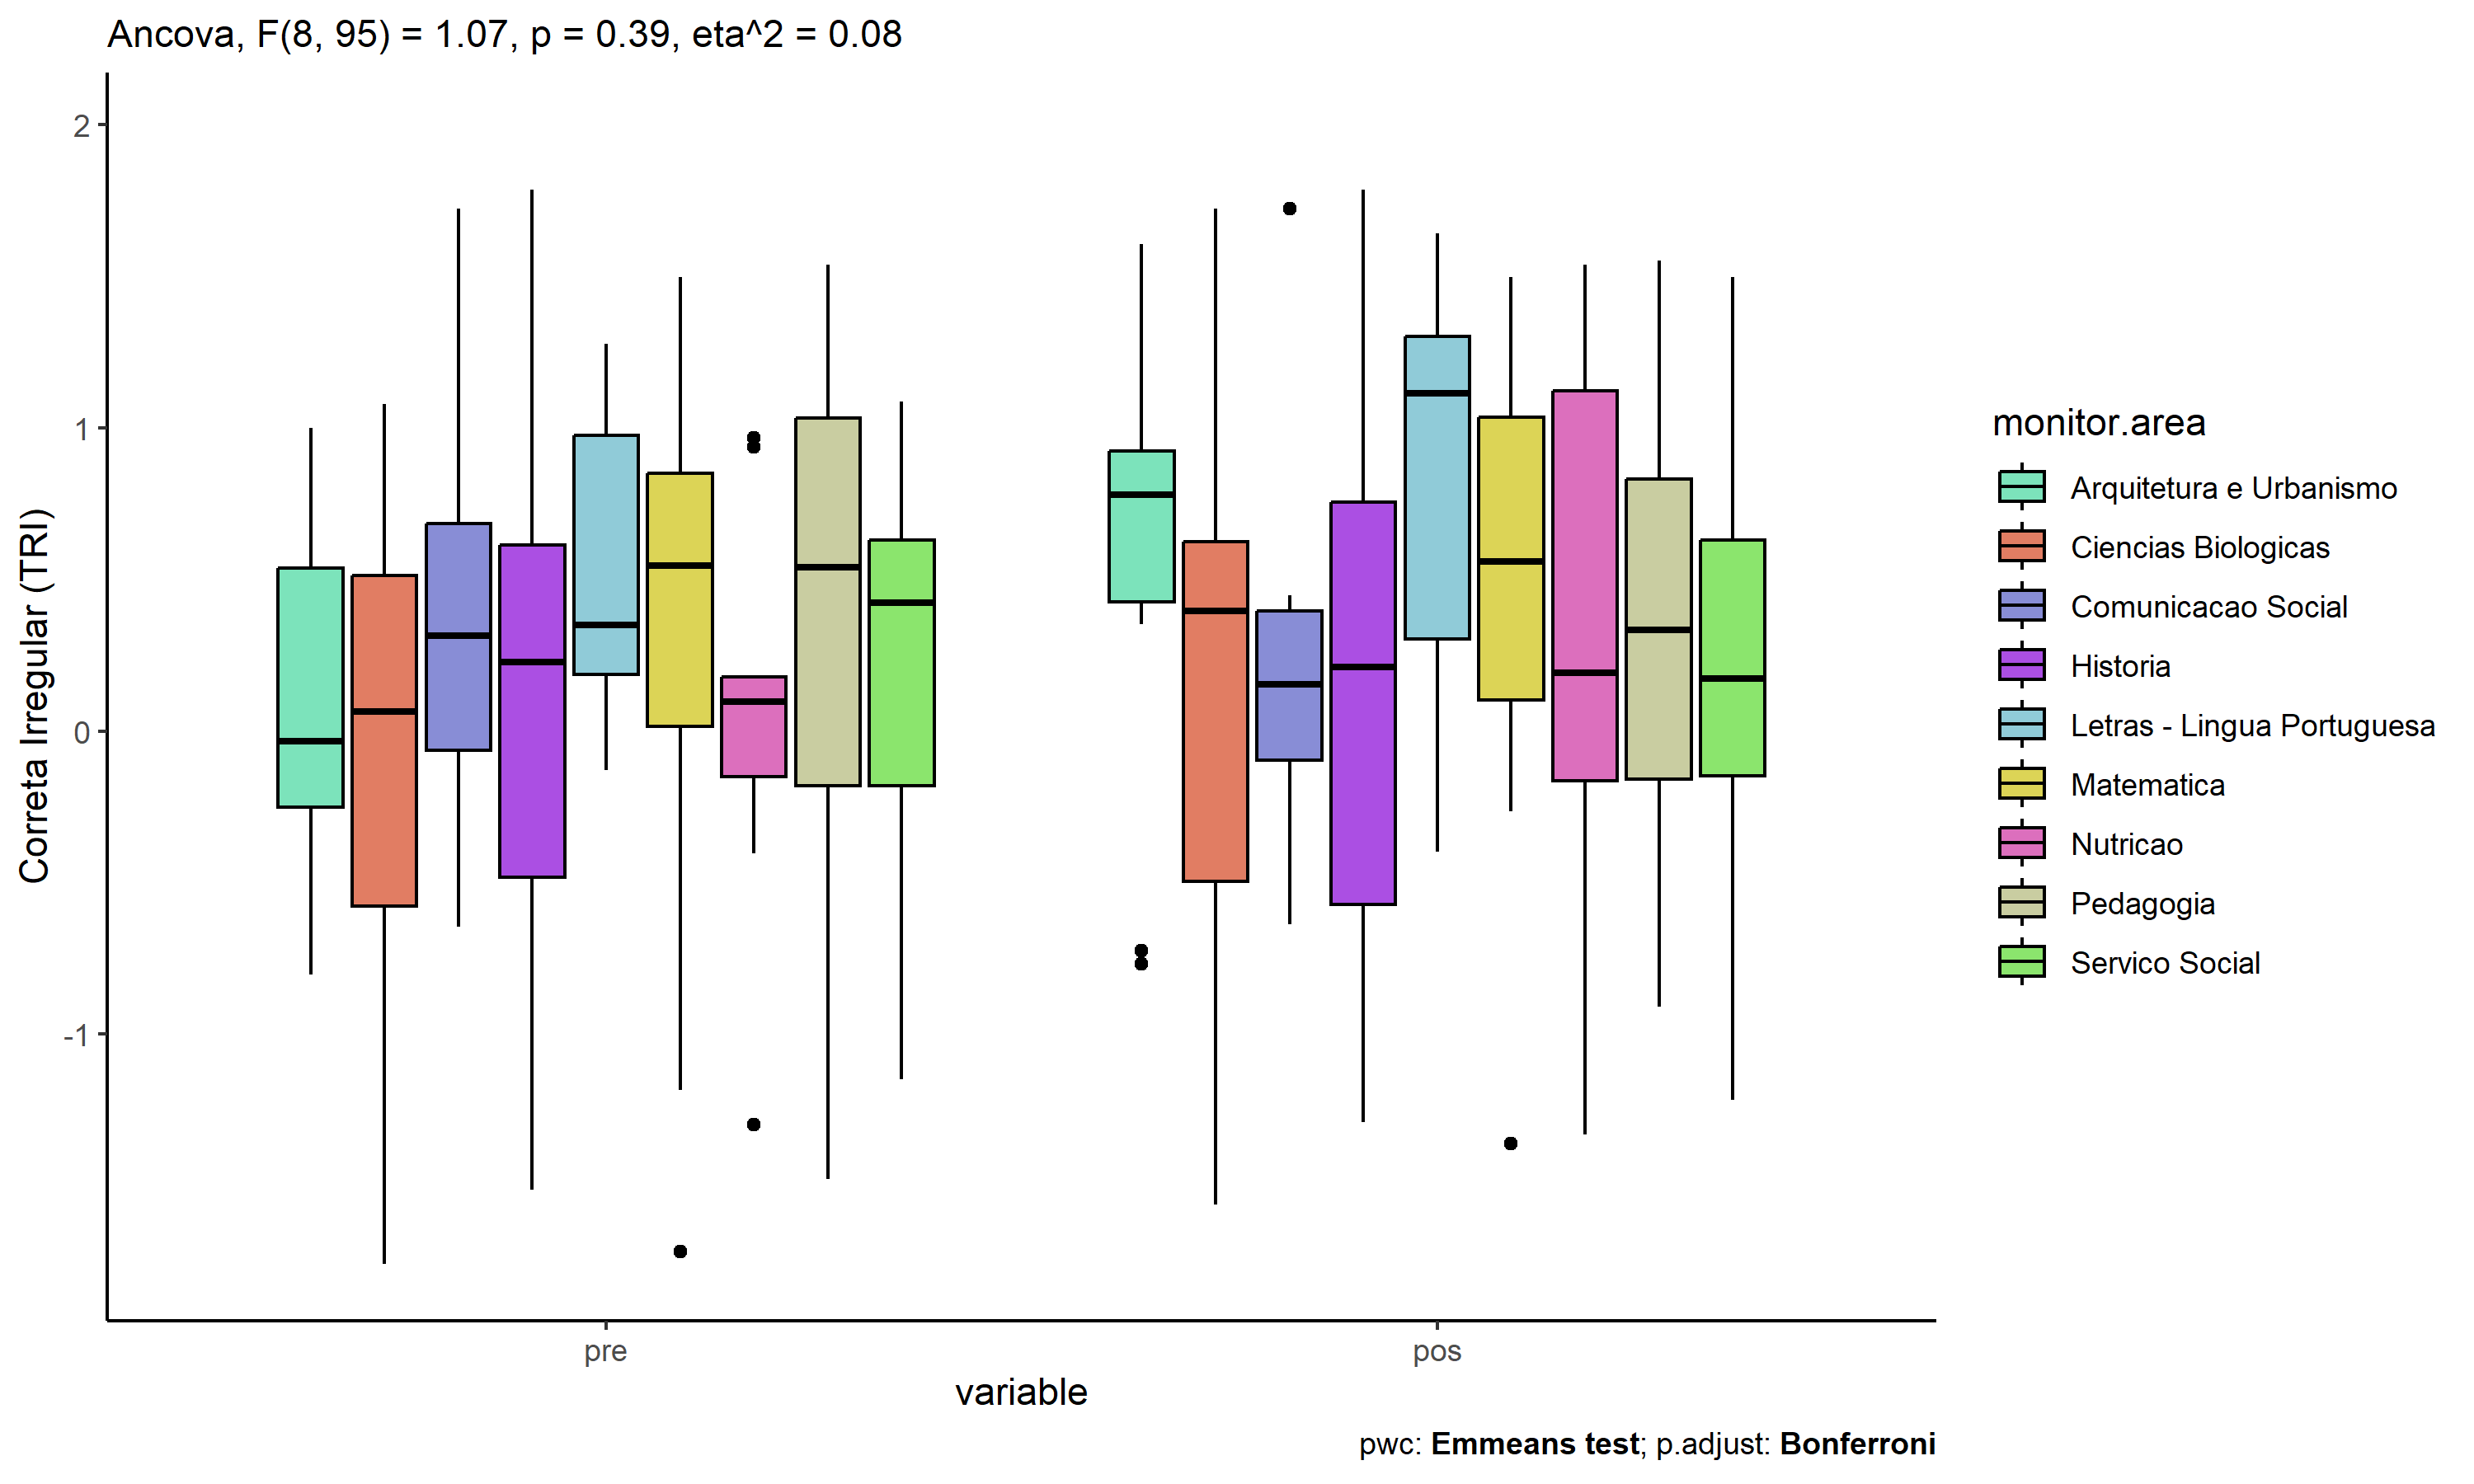 Ancova, F(8, 95) = 1.07, p = 0.39, eta^2 = 0.08
Correta Irregular (TRI)
2
1
0
-1
pre
pos
variable
monitor.area
Arquitetura e Urbanismo
Ciencias Biologicas
Comunicacao Social
Historia
Letras - Lingua Portuguesa
Matematica
Nutricao
Pedagogia
Servico Social
pwc: Emmeans test; p.adjust: Bonferroni